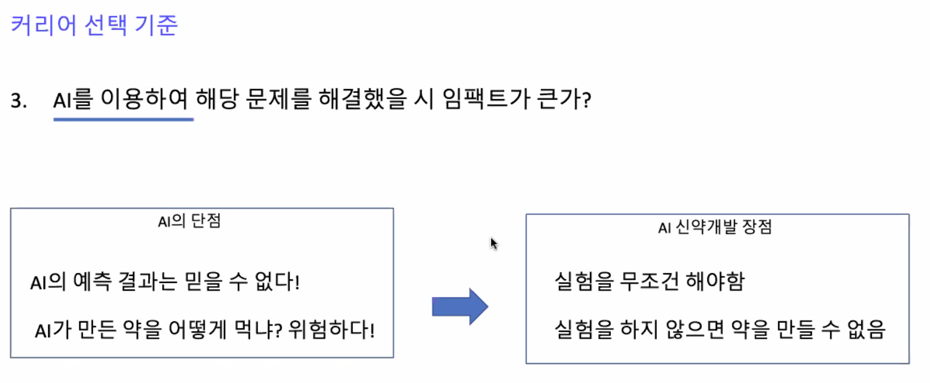 커리어 선택 기준
3. AI를 이용하여 해당 문제를 해결했을 시 임팩트가 큰가?
AI의 단점
AI의 예측 결과는 믿을 수 없다!
AI가 만든 약을 어떻게 먹냐? 위험하다!
AI 신약개발 장점
실험을 무조건 해야함
실험을 하지 않으면 약을 만들 수 없음